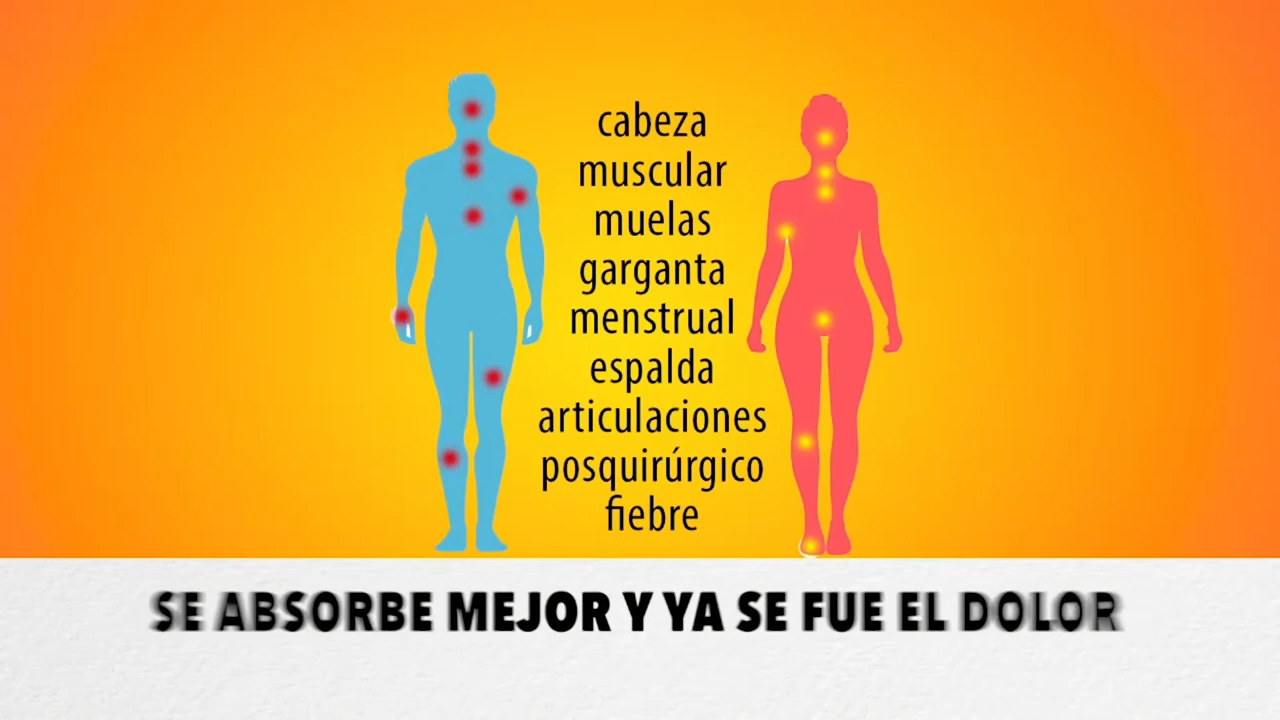 cabeza
muscular
muelas
garganta
menstrual
espalda
articulaciones
posquirúrgico
fiebre
SE ABSORBE MEJOR Y YA SE FUE EL DOLOR